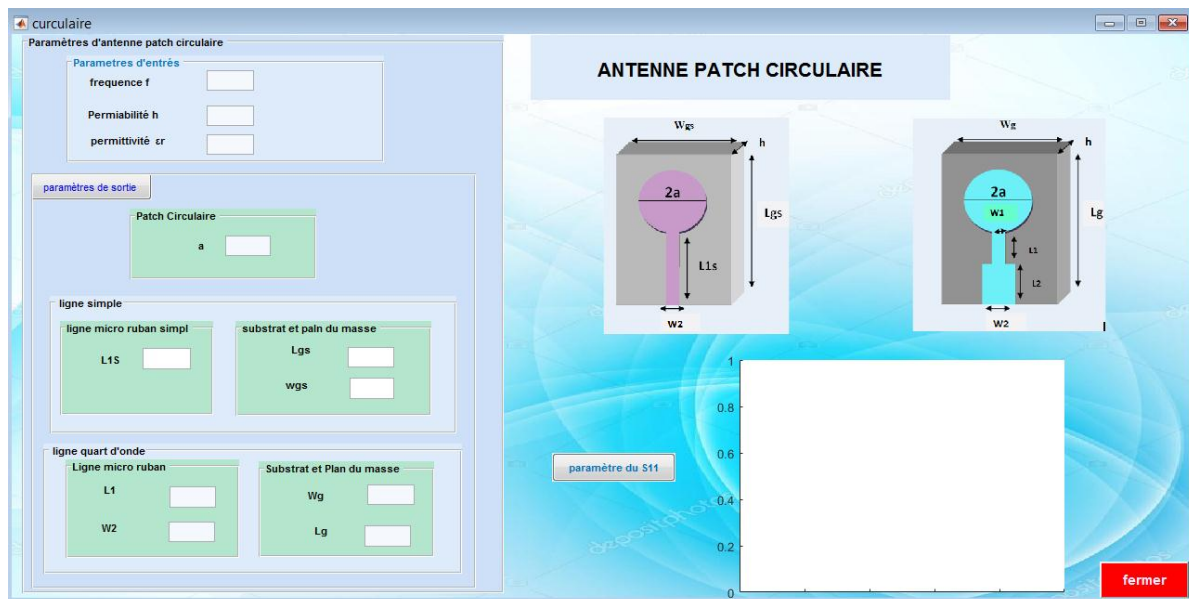 curculaire
Paramètres d'antenne patch circulaire
Parametres d'entrès
frequence f
Permiabilité h
permittivité εr
paramètres de sortie
Patch Circulaire
a
ligne simple
ligne micro ruban simpl
L1S
substrat et paln du masse
Lgs
wgs
ligne quart d'onde
Ligne micro ruban
L1
W2
Substrat et Plan du masse
Wg
Lg
ANTENNE PATCH CIRCULAIRE
Wgs
h
2a
Lgs
L1s
W2
Wg
h
2a
W1
Lg
L1
L2
W2
paramètre du S11
1
0.8
0.6
0.4
0.2
0
depositphotos
fermer